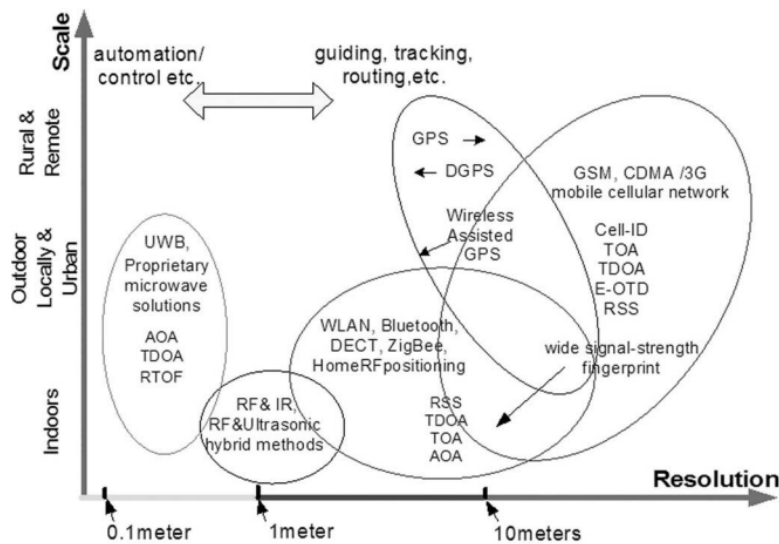 Scale
automation/
control etc.
guiding, tracking,
routing,etc.
Rural &
Remote
Outdoor
Locally &
Urban
Indoors
GPS
DGPS
Wireless
Assisted
GPS
GSM, CDMA /3G
mobile cellular network
Cell-ID
TOA
TDOA
E-OTD
RSS
UWB,
Proprietary
microwave
solutions
AOA
TDOA
RTOF
WLAN, Bluetooth,
DECT, ZigBee,
HomeRFpositioning
wide signal-strength
fingerprint
RF& IR,
RF&Ultrasonic
hybrid methods
RSS
TDOA
TOA
AOA
Resolution
0.1meter
1meter
10meters